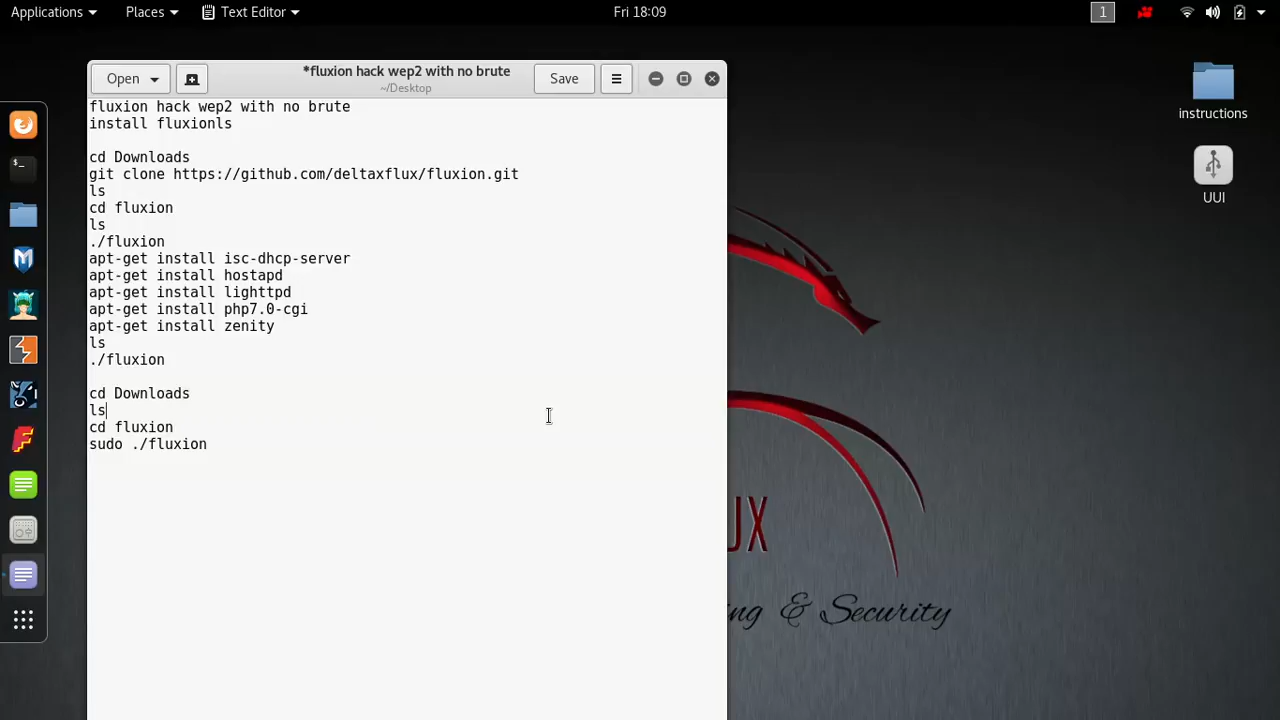 Applications Places Text Editor Fri 18:09 1
Open *fluxion hack wep2 with no brute Save
~/Desktop
fluxion hack wep2 with no brute
install fluxionls
cd Downloads
git clone https://github.com/deltaxflux/fluxion.git
ls
cd fluxion
ls
./fluxion
apt-get install isc-dhcp-server
apt-get install hostapd
apt-get install lighttpd
apt-get install php7.0-cgi
apt-get install zenity
ls
./fluxion
cd Downloads
ls
cd fluxion
sudo ./fluxion
instructions
UUI
UX
ng & Security